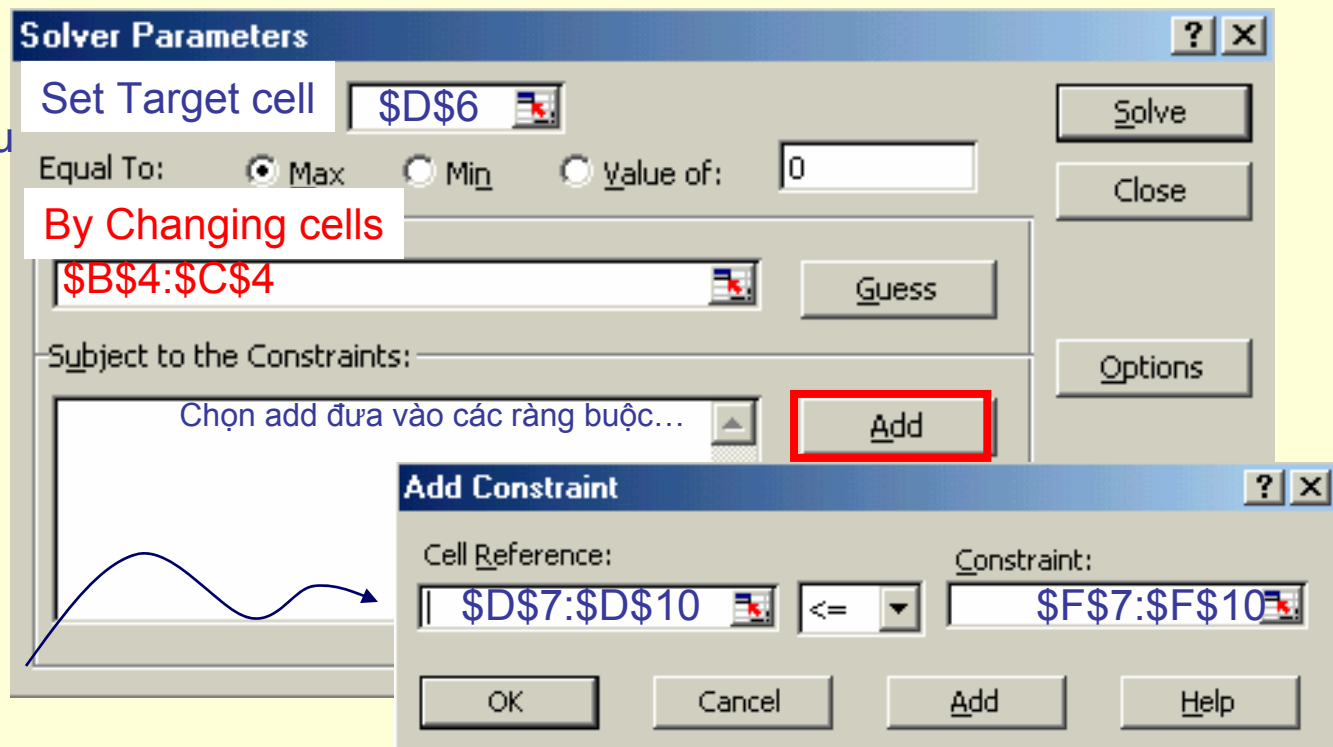 Solver Parameters ? X
Set Target cell $D$6
Solve
u
Equal To: Max Min Value of: 0
Close
By Changing cells
$B$4:$C$4
Guess
Subject to the Constraints:
Options
Chọn add đưa vào các ràng buộc…
Add
Add Constraint ? X
Cell Reference: Constraint:
$D$7:$D$10 <= $F$7:$F$10
OK Cancel Add Help